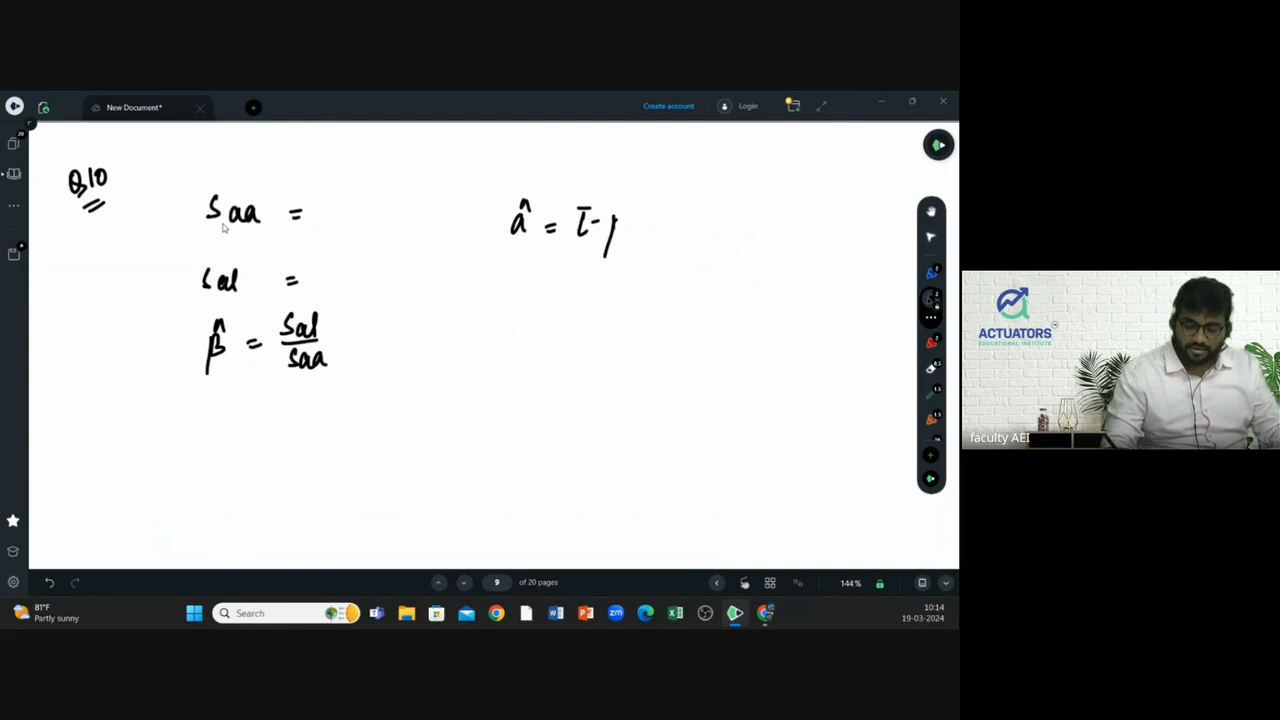 New Document*
Create account
Login
20
Q10
Saa =
Sal =
β̂ = Sal/Saa
â = l̄ -
ACTUATORS
EDUCATIONAL INSTITUTE
faculty AEI
9 of 20 pages
144%
81°F
Partly sunny
Search
10:14
19-03-2024